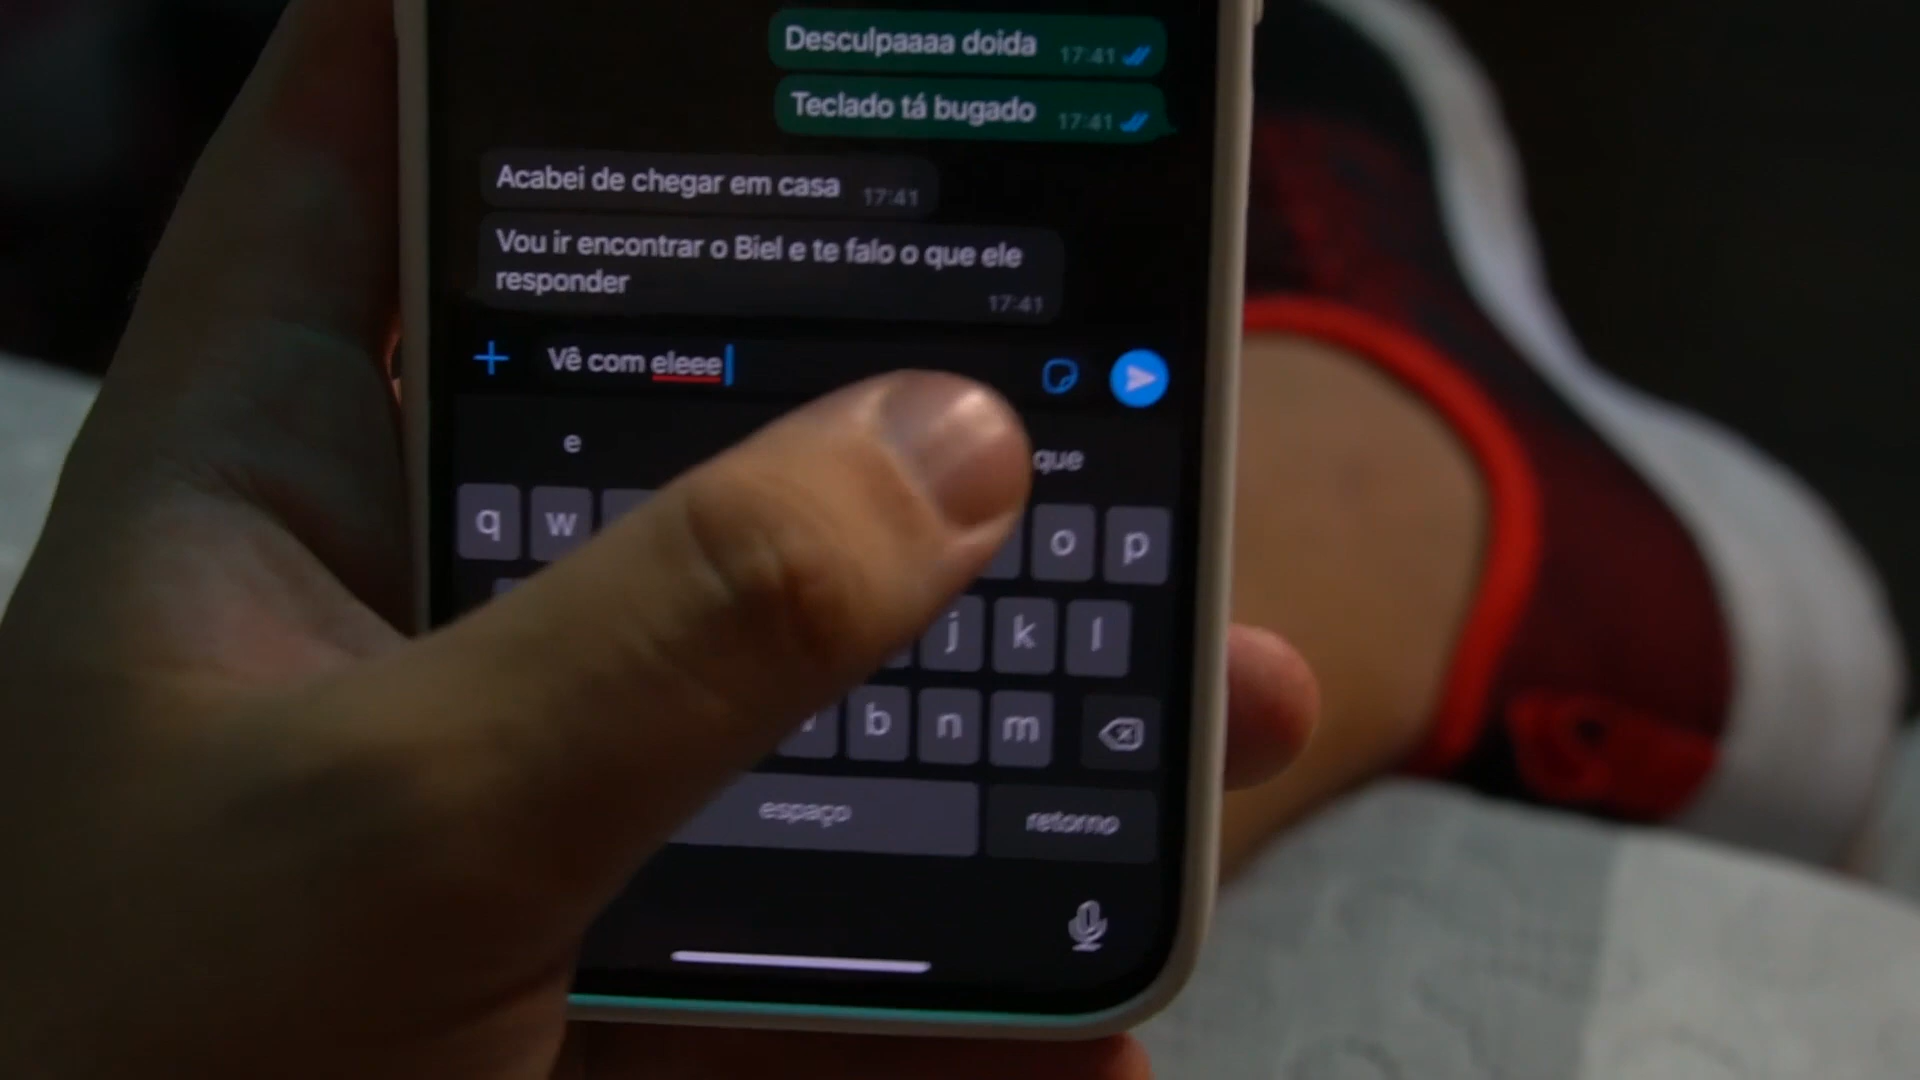 Desculpaaaa doida 17:41
Teclado tá bugado 17:41
Acabei de chegar em casa 17:41
Vou ir encontrar o Biel e te falo o que ele
responder
17:41
Vê com eleee
e que
q w o p
j k l
b n m
espaço retorno